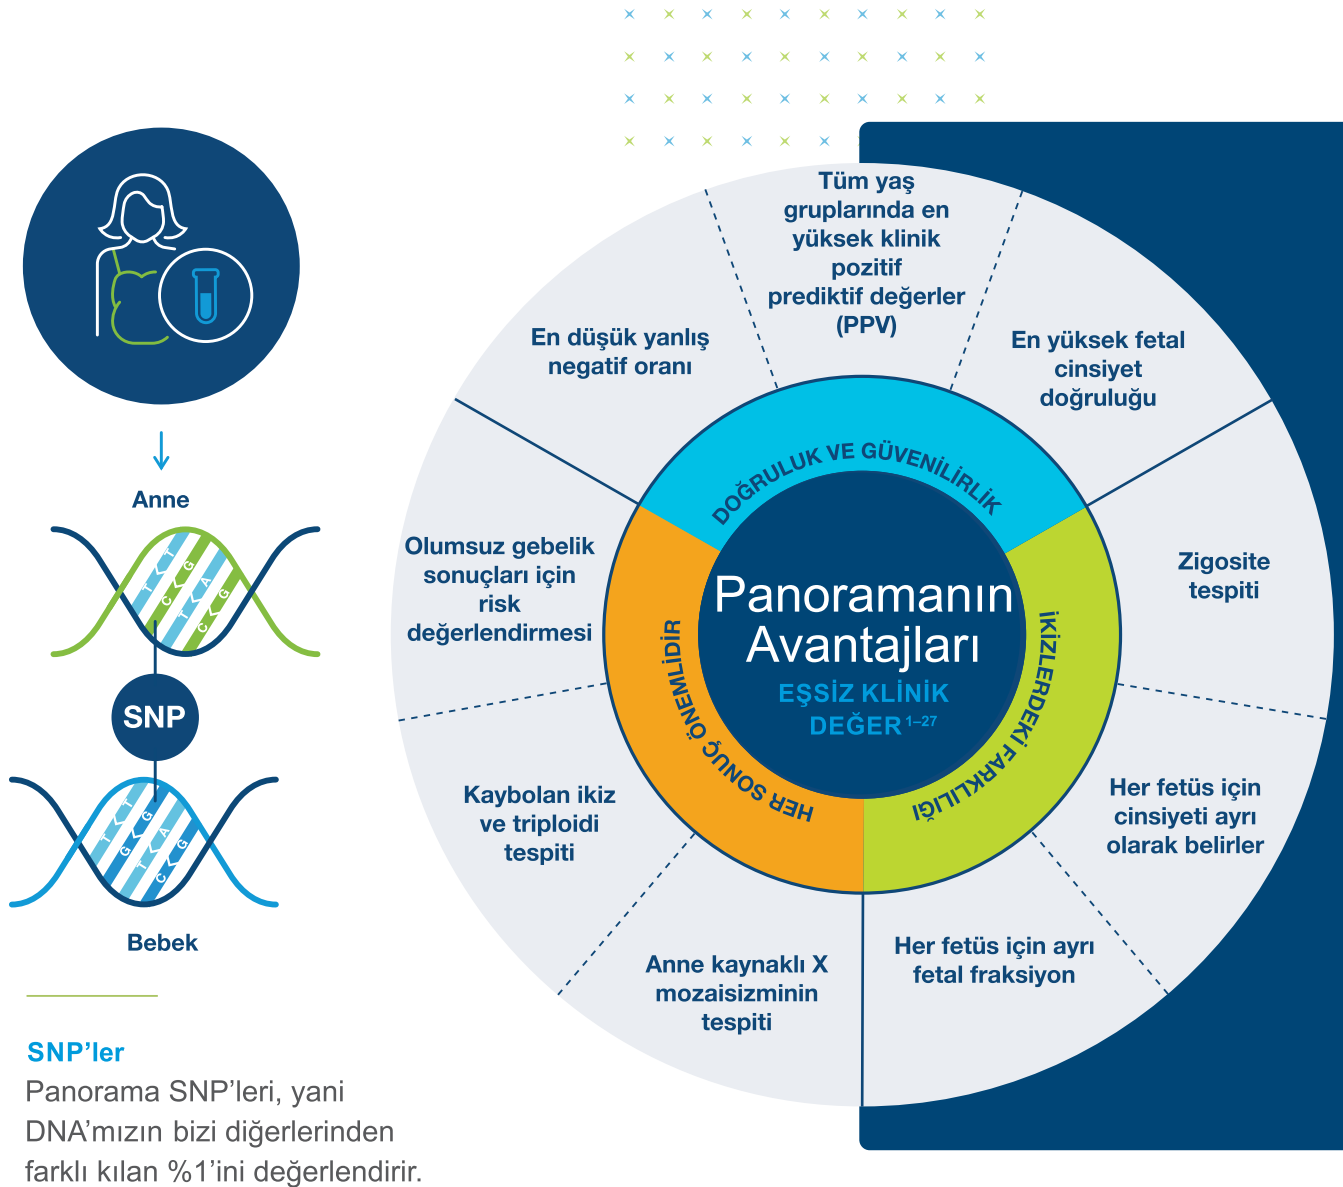 Anne
T < T
C < G
T < A
C < G
SNP
T < T
G < G
T < A
C < G
Bebek
SNP’ler
Panorama SNP’leri, yani
DNA’mızın bizi diğerlerinden
farklı kılan %1’ini değerlendirir.
Panoramanın
Avantajları
EŞSİZ KLİNİK
DEĞER 1–27
DOĞRULUK VE GÜVENİLİRLİK
En düşük yanlış
negatif oranı
Tüm yaş
gruplarında en
yüksek klinik
pozitif
prediktif değerler
(PPV)
En yüksek fetal
cinsiyet
doğruluğu
İKİZLERDEKİ FARKLILIĞI
Zigosite
tespiti
Her fetüs için
cinsiyeti ayrı
olarak belirler
Her fetüs için ayrı
fetal fraksiyon
HER SONUÇ ÖNEMLİDİR
Anne kaynaklı X
mozaisizminin
tespiti
Kaybolan ikiz
ve triploidi
tespiti
Olumsuz gebelik
sonuçları için
risk
değerlendirmesi